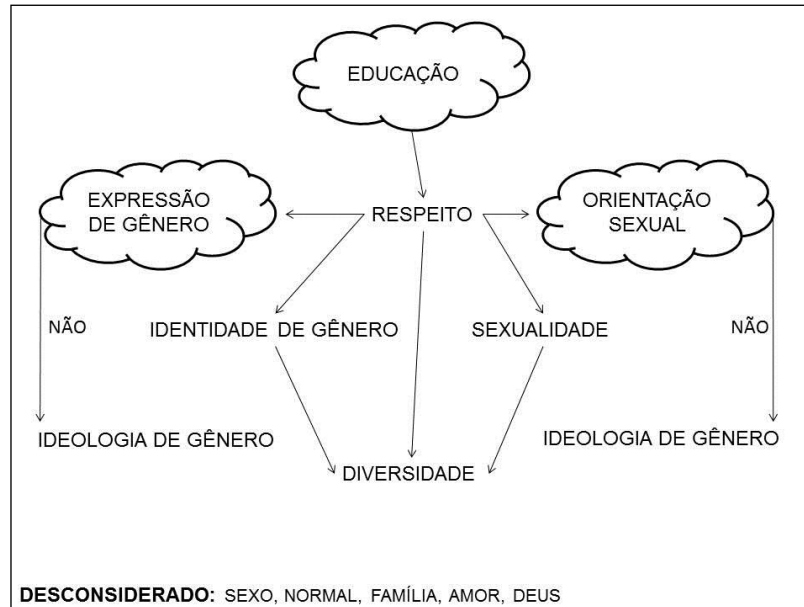 EDUCAÇÃO
EXPRESSÃO
DE GÊNERO
RESPEITO
ORIENTAÇÃO
SEXUAL
NÃO
IDENTIDADE DE GÊNERO
SEXUALIDADE
NÃO
IDEOLOGIA DE GÊNERO
IDEOLOGIA DE GÊNERO
DIVERSIDADE
DESCONSIDERADO: SEXO, NORMAL, FAMÍLIA, AMOR, DEUS